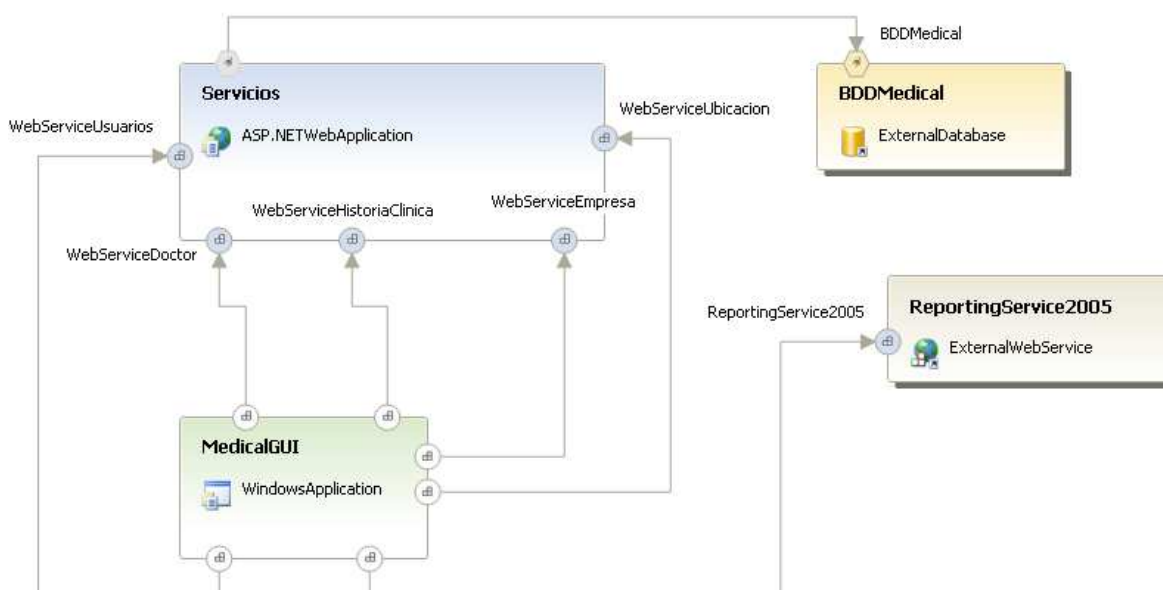 BDDMedical
Servicios
BDDMedical
WebServiceUbicacion
WebServiceUsuarios
ASP.NETWebApplication
ExternalDatabase
WebServiceHistoriaClinica
WebServiceEmpresa
WebServiceDoctor
ReportingService2005
ReportingService2005
ExternalWebService
MedicalGUI
WindowsApplication